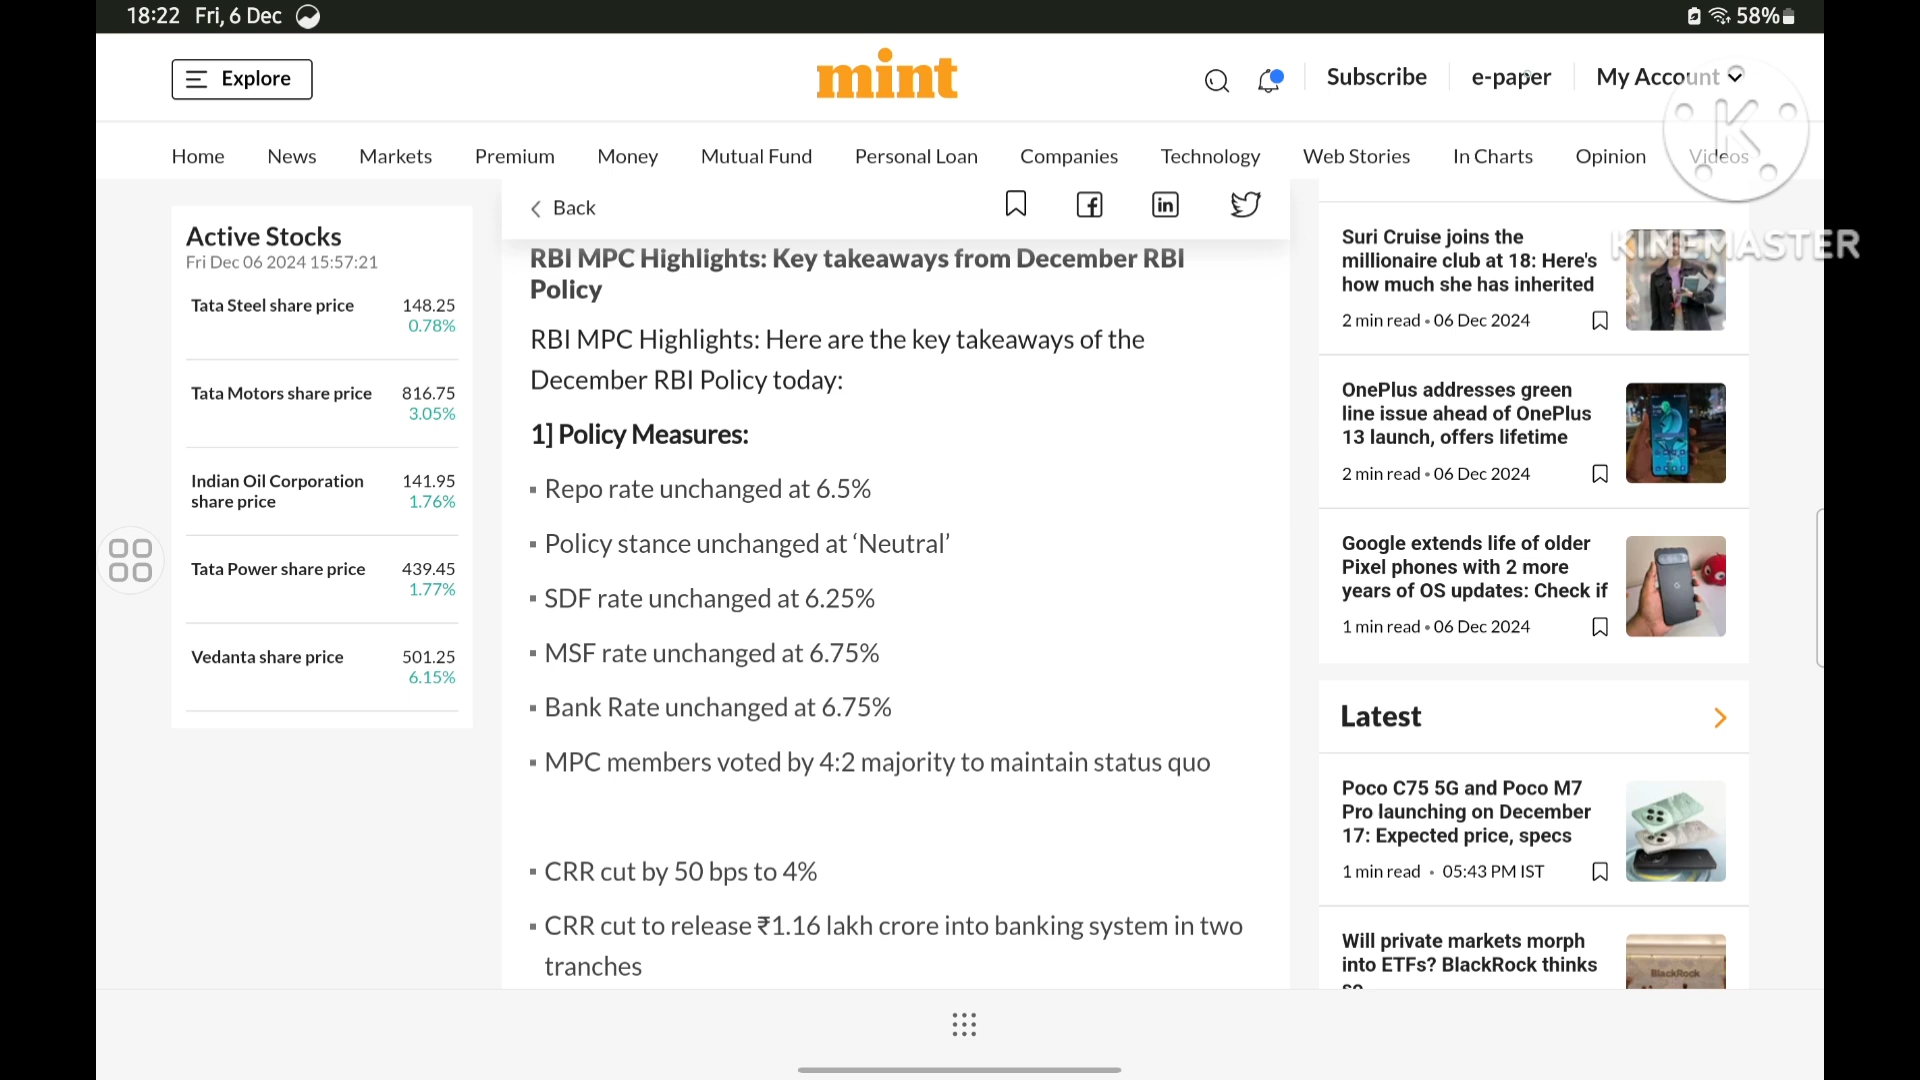 18:22 Fri, 6 Dec
58%
Explore
mint
Subscribe
e-paper
My Account
Home
News
Markets
Premium
Money
Mutual Fund
Personal Loan
Companies
Technology
Web Stories
In Charts
Opinion
Videos
K
KINEMASTER
Active Stocks
Fri Dec 06 2024 15:57:21
Tata Steel share price 148.25
0.78%
Tata Motors share price 816.75
3.05%
Indian Oil Corporation 141.95
share price 1.76%
Tata Power share price 439.45
1.77%
Vedanta share price 501.25
6.15%
Back
RBI MPC Highlights: Key takeaways from December RBI
Policy
RBI MPC Highlights: Here are the key takeaways of the
December RBI Policy today:
1] Policy Measures:
▪ Repo rate unchanged at 6.5%
▪ Policy stance unchanged at ‘Neutral’
▪ SDF rate unchanged at 6.25%
▪ MSF rate unchanged at 6.75%
▪ Bank Rate unchanged at 6.75%
▪ MPC members voted by 4:2 majority to maintain status quo
▪ CRR cut by 50 bps to 4%
▪ CRR cut to release ₹1.16 lakh crore into banking system in two
tranches
Suri Cruise joins the
millionaire club at 18: Here's
how much she has inherited
2 min read • 06 Dec 2024
OnePlus addresses green
line issue ahead of OnePlus
13 launch, offers lifetime
2 min read • 06 Dec 2024
Google extends life of older
Pixel phones with 2 more
years of OS updates: Check if
1 min read • 06 Dec 2024
Latest
Poco C75 5G and Poco M7
Pro launching on December
17: Expected price, specs
1 min read • 05:43 PM IST
Will private markets morph
into ETFs? BlackRock thinks
so
BlackRock